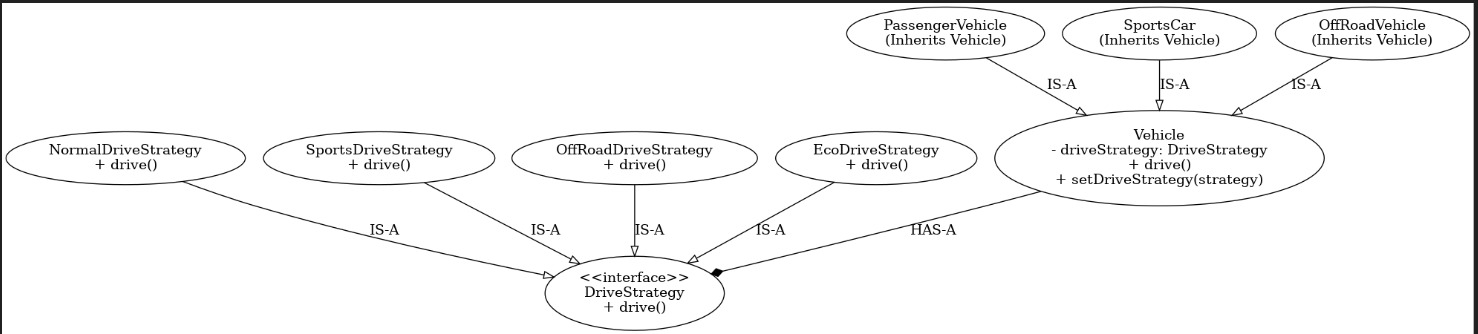 PassengerVehicle
(Inherits Vehicle)
SportsCar
(Inherits Vehicle)
OffRoadVehicle
(Inherits Vehicle)
IS-A
IS-A
IS-A
NormalDriveStrategy
+ drive()
SportsDriveStrategy
+ drive()
OffRoadDriveStrategy
+ drive()
EcoDriveStrategy
+ drive()
Vehicle
- driveStrategy: DriveStrategy
+ drive()
+ setDriveStrategy(strategy)
IS-A
IS-A
IS-A
IS-A
HAS-A
<<interface>>
DriveStrategy
+ drive()